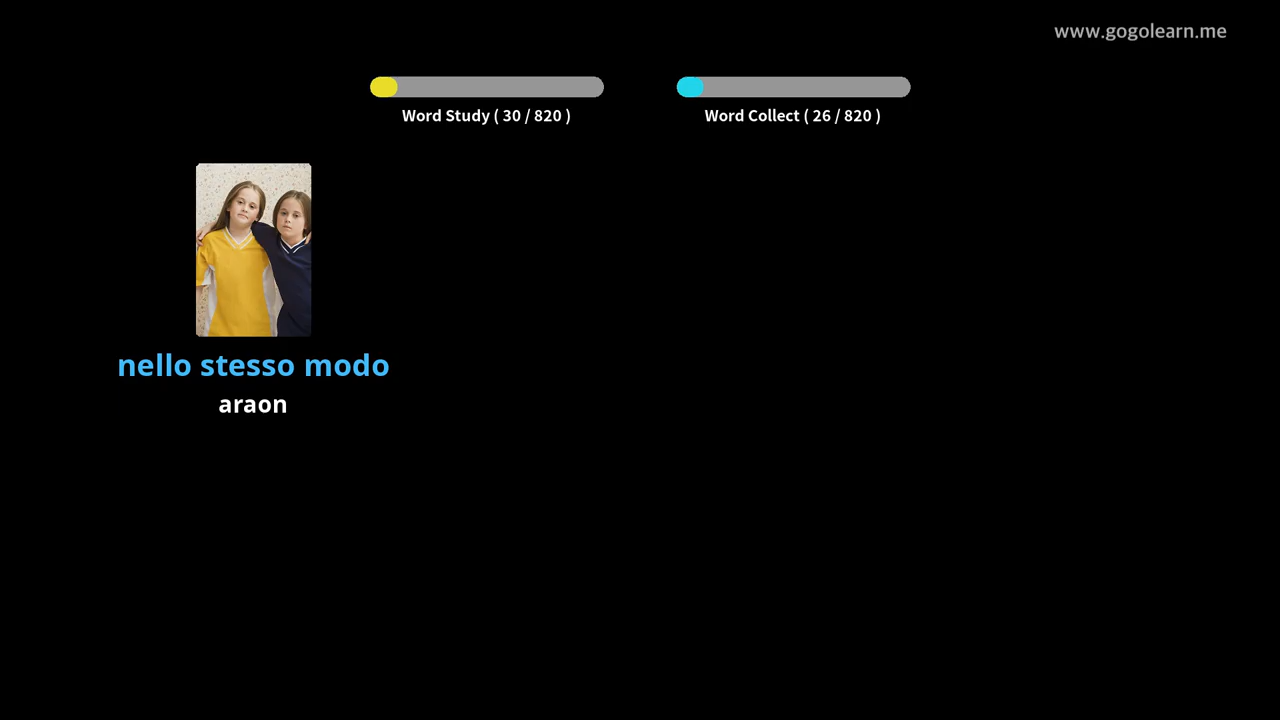 www.gogolearn.me
Word Study ( 30 / 820 )
Word Collect ( 26 / 820 )
nello stesso modo
araon